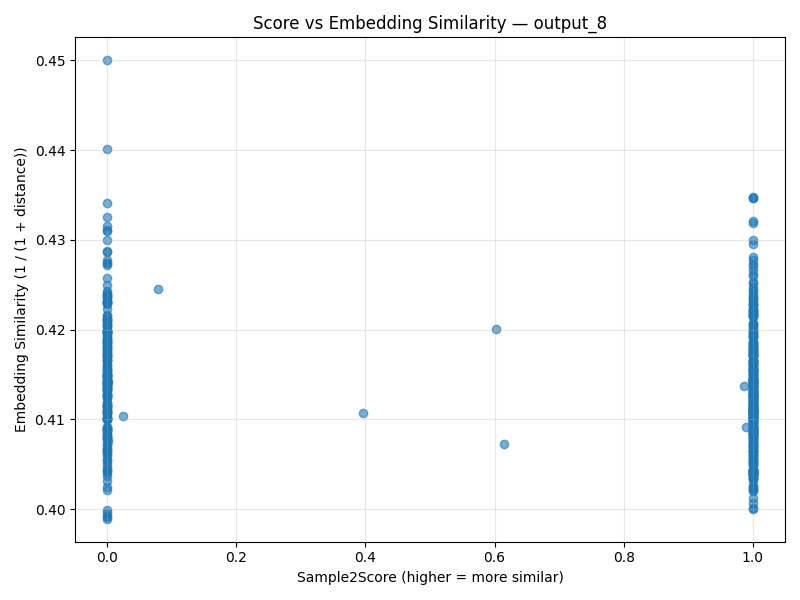 Score vs Embedding Similarity — output_8
Embedding Similarity (1 / (1 + distance))
0.45
0.44
0.43
0.42
0.41
0.40
0.0 0.2 0.4 0.6 0.8 1.0
Sample2Score (higher = more similar)